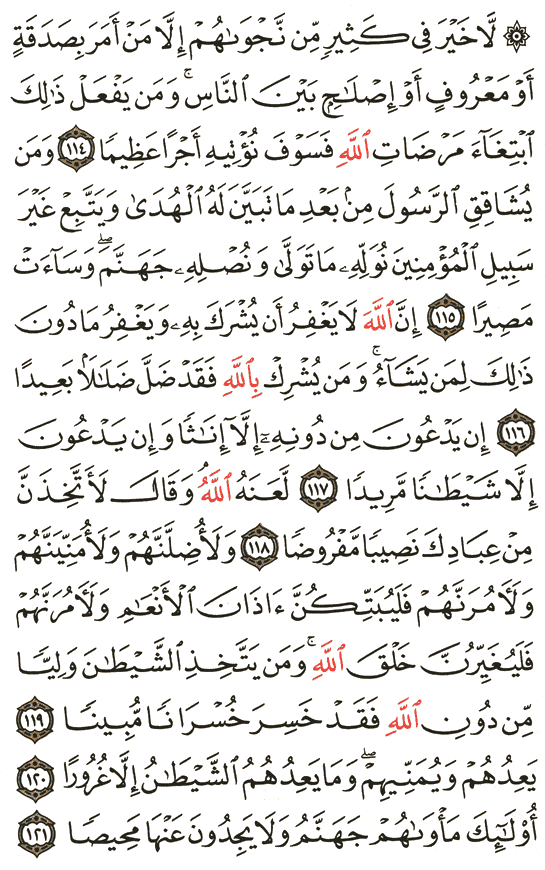 ۞ لَّا خَيْرَ فِي كَثِيرٍ مِّن نَّجْوَىٰهُمْ إِلَّا مَنْ أَمَرَ بِصَدَقَةٍ
أَوْ مَعْرُوفٍ أَوْ إِصْلَٰحٍۭ بَيْنَ ٱلنَّاسِ ۚ وَمَن يَفْعَلْ ذَٰلِكَ
ٱبْتِغَآءَ مَرْضَاتِ ٱللَّهِ فَسَوْفَ نُؤْتِيهِ أَجْرًا عَظِيمًا ١١٤ وَمَن
يُشَاقِقِ ٱلرَّسُولَ مِنۢ بَعْدِ مَا تَبَيَّنَ لَهُ ٱلْهُدَىٰ وَيَتَّبِعْ غَيْرَ
سَبِيلِ ٱلْمُؤْمِنِينَ نُوَلِّهِۦ مَا تَوَلَّىٰ وَنُصْلِهِۦ جَهَنَّمَ ۖ وَسَآءَتْ
مَصِيرًا ١١٥ إِنَّ ٱللَّهَ لَا يَغْفِرُ أَن يُشْرَكَ بِهِۦ وَيَغْفِرُ مَا دُونَ
ذَٰلِكَ لِمَن يَشَآءُ ۚ وَمَن يُشْرِكْ بِٱللَّهِ فَقَدْ ضَلَّ ضَلَٰلًۢا بَعِيدًا
١١٦ إِن يَدْعُونَ مِن دُونِهِۦٓ إِلَّآ إِنَٰثًا وَإِن يَدْعُونَ
إِلَّا شَيْطَٰنًا مَّرِيدًا ١١٧ لَّعَنَهُ ٱللَّهُ ۘ وَقَالَ لَأَتَّخِذَنَّ
مِنْ عِبَادِكَ نَصِيبًا مَّفْرُوضًا ١١٨ وَلَأُضِلَّنَّهُمْ وَلَأُمَنِّيَنَّهُمْ
وَلَءَامُرَنَّهُمْ فَلَيُبَتِّكُنَّ ءَاذَانَ ٱلْأَنْعَٰمِ وَلَءَامُرَنَّهُمْ
فَلَيُغَيِّرُنَّ خَلْقَ ٱللَّهِ ۚ وَمَن يَتَّخِذِ ٱلشَّيْطَٰنَ وَلِيًّا
مِّن دُونِ ٱللَّهِ فَقَدْ خَسِرَ خُسْرَانًا مُّبِينًا ١١٩
يَعِدُهُمْ وَيُمَنِّيهِمْ ۖ وَمَا يَعِدُهُمُ ٱلشَّيْطَٰنُ إِلَّا غُرُورًا ١٢٠
أُو۟لَٰٓئِكَ مَأْوَىٰهُمْ جَهَنَّمُ وَلَا يَجِدُونَ عَنْهَا مَحِيصًا ١٢١